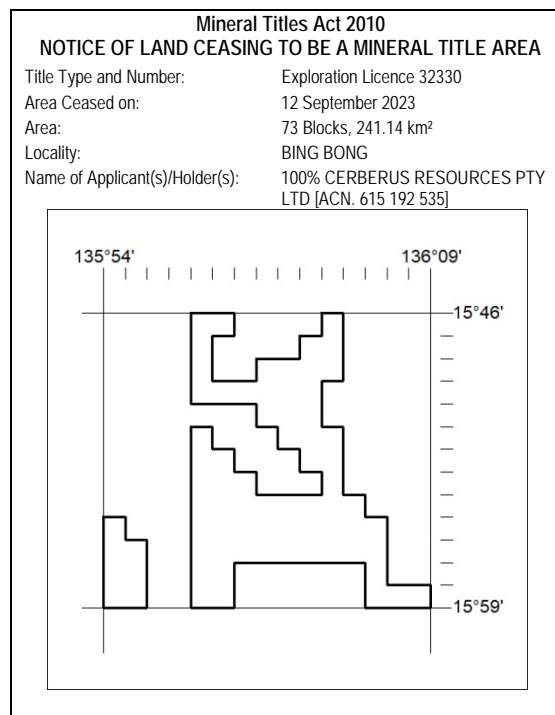 Mineral Titles Act 2010
NOTICE OF LAND CEASING TO BE A MINERAL TITLE AREA
Title Type and Number: Exploration Licence 32330
Area Ceased on: 12 September 2023
Area: 73 Blocks, 241.14 km²
Locality: BING BONG
Name of Applicant(s)/Holder(s): 100% CERBERUS RESOURCES PTY
LTD [ACN. 615 192 535]
135°54' 136°09'
15°46'
15°59'